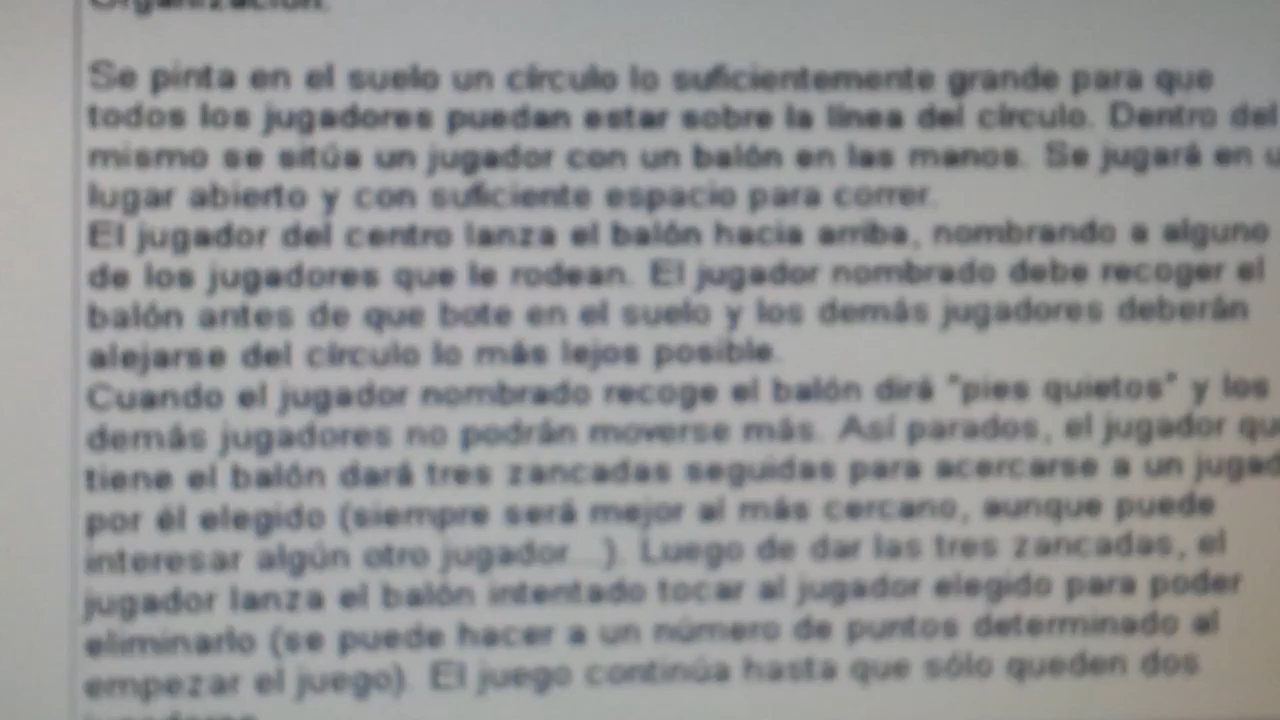 Organización:
Se pinta en el suelo un círculo lo suficientemente grande para que
todos los jugadores puedan estar sobre la línea del círculo. Dentro del
mismo se sitúa un jugador con un balón en las manos. Se jugará en u
lugar abierto y con suficiente espacio para correr.
El jugador del centro lanza el balón hacia arriba, nombrando a alguno
de los jugadores que le rodean. El jugador nombrado debe recoger el
balón antes de que bote en el suelo y los demás jugadores deberán
alejarse del círculo lo más lejos posible.
Cuando el jugador nombrado recoge el balón dirá "pies quietos" y los
demás jugadores no podrán moverse más. Así parados, el jugador qu
tiene el balón dará tres zancadas seguidas para acercarse a un jugad
por él elegido (siempre será mejor al más cercano, aunque puede
interesar algún otro jugador...). Luego de dar las tres zancadas, el
jugador lanza el balón intentado tocar al jugador elegido para poder
eliminarlo (se puede hacer a un número de puntos determinado al
empezar el juego). El juego continúa hasta que sólo queden dos
jugadores